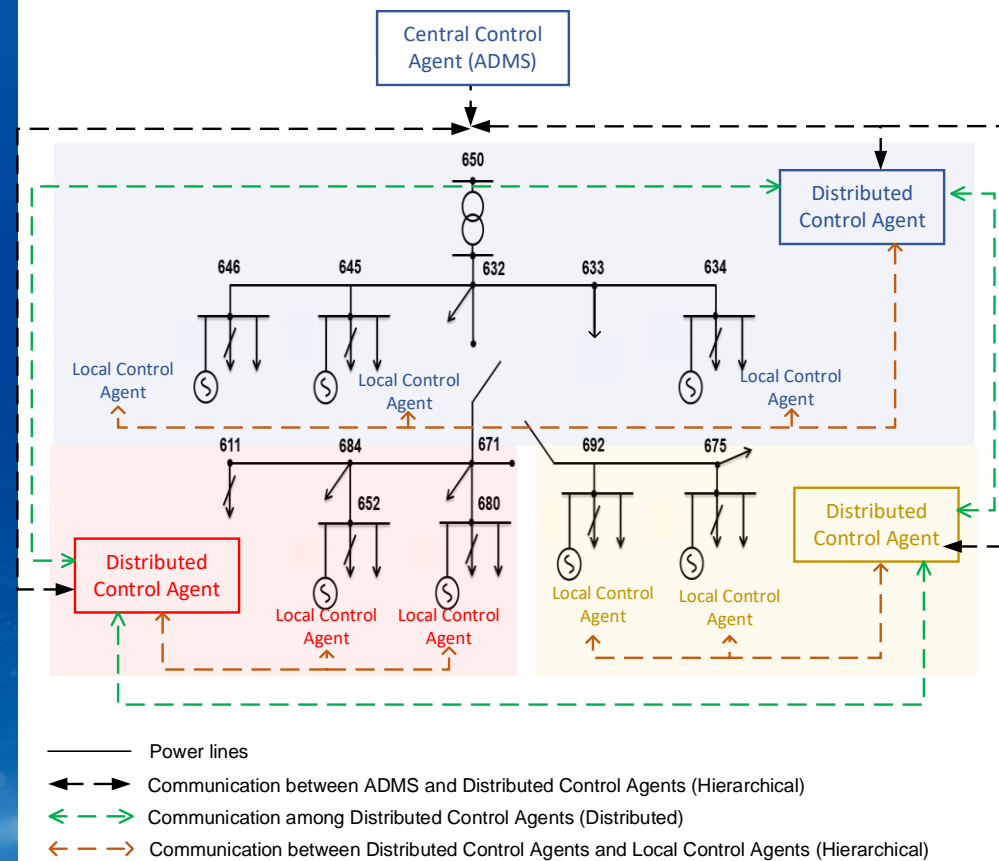 Central Control
Agent (ADMS)
650
Distributed
Control Agent
646
645
632
633
634
Local Control
Agent
Local Control
Agent
Local Control
Agent
611
684
671
692
675
652
680
Distributed
Control Agent
Distributed
Control Agent
Local Control
Agent
Local Control
Agent
Local Control
Agent
Local Control
Agent
Power lines
Communication between ADMS and Distributed Control Agents (Hierarchical)
Communication among Distributed Control Agents (Distributed)
Communication between Distributed Control Agents and Local Control Agents (Hierarchical)